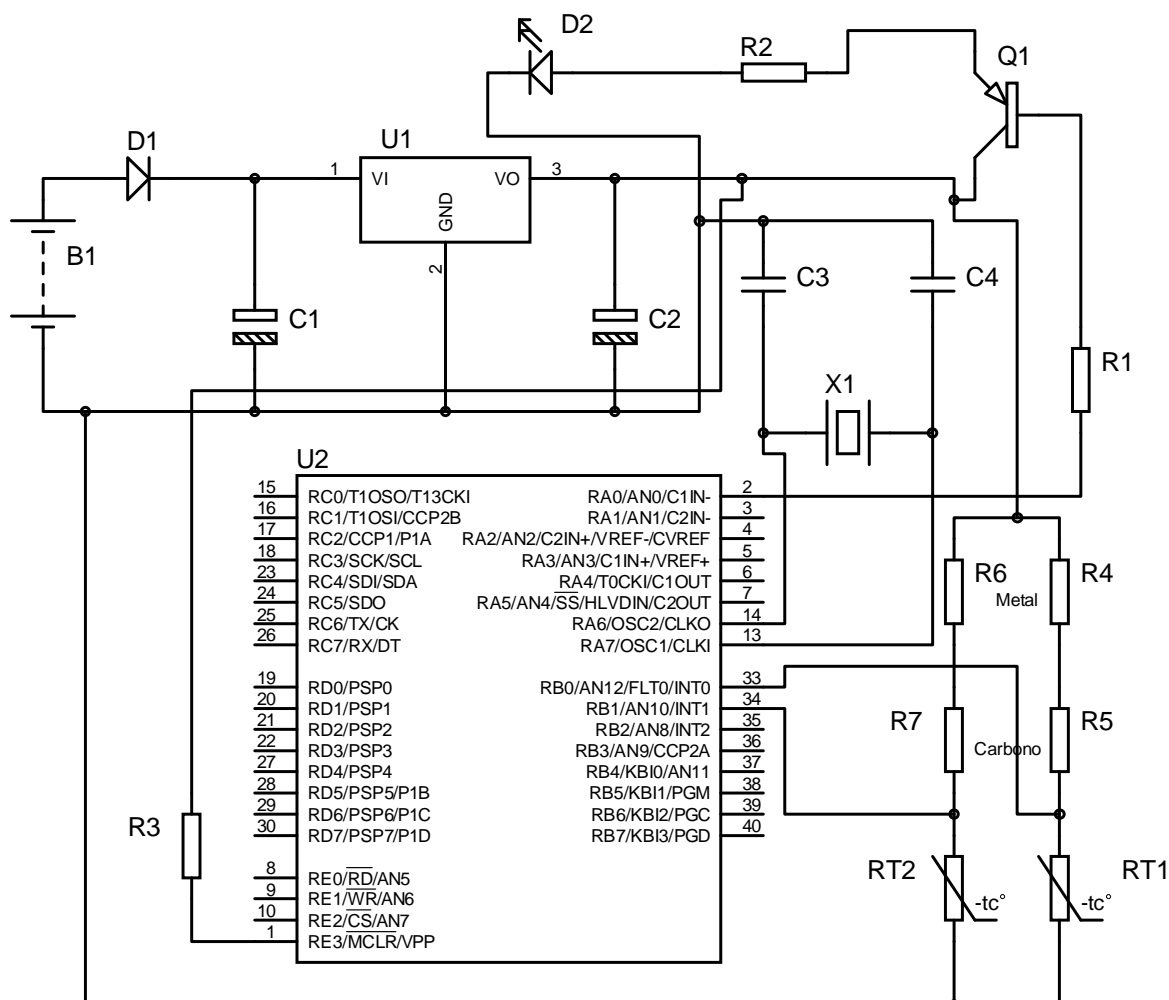 D2
R2
Q1
D1
U1
1
VI
VO
3
GND
2
B1
C1
C2
C3
C4
X1
R1
U2
15 RC0/T1OSO/T13CKI
16 RC1/T1OSI/CCP2B
17 RC2/CCP1/P1A
18 RC3/SCK/SCL
23 RC4/SDI/SDA
24 RC5/SDO
25 RC6/TX/CK
26 RC7/RX/DT
19 RD0/PSP0
20 RD1/PSP1
21 RD2/PSP2
22 RD3/PSP3
27 RD4/PSP4
28 RD5/PSP5/P1B
29 RD6/PSP6/P1C
30 RD7/PSP7/P1D
8 RE0/RD/AN5
9 RE1/WR/AN6
10 RE2/CS/AN7
1 RE3/MCLR/VPP
RA0/AN0/C1IN- 2
RA1/AN1/C2IN- 3
RA2/AN2/C2IN+/VREF-/CVREF 4
RA3/AN3/C1IN+/VREF+ 5
RA4/T0CKI/C1OUT 6
RA5/AN4/SS/HLVDIN/C2OUT 7
RA6/OSC2/CLKO 14
RA7/OSC1/CLKI 13
RB0/AN12/FLT0/INT0 33
RB1/AN10/INT1 34
RB2/AN8/INT2 35
RB3/AN9/CCP2A 36
RB4/KBI0/AN11 37
RB5/KBI1/PGM 38
RB6/KBI2/PGC 39
RB7/KBI3/PGD 40
R3
R6
R4
Metal
R7
R5
Carbono
RT2
-tc°
RT1
-tc°